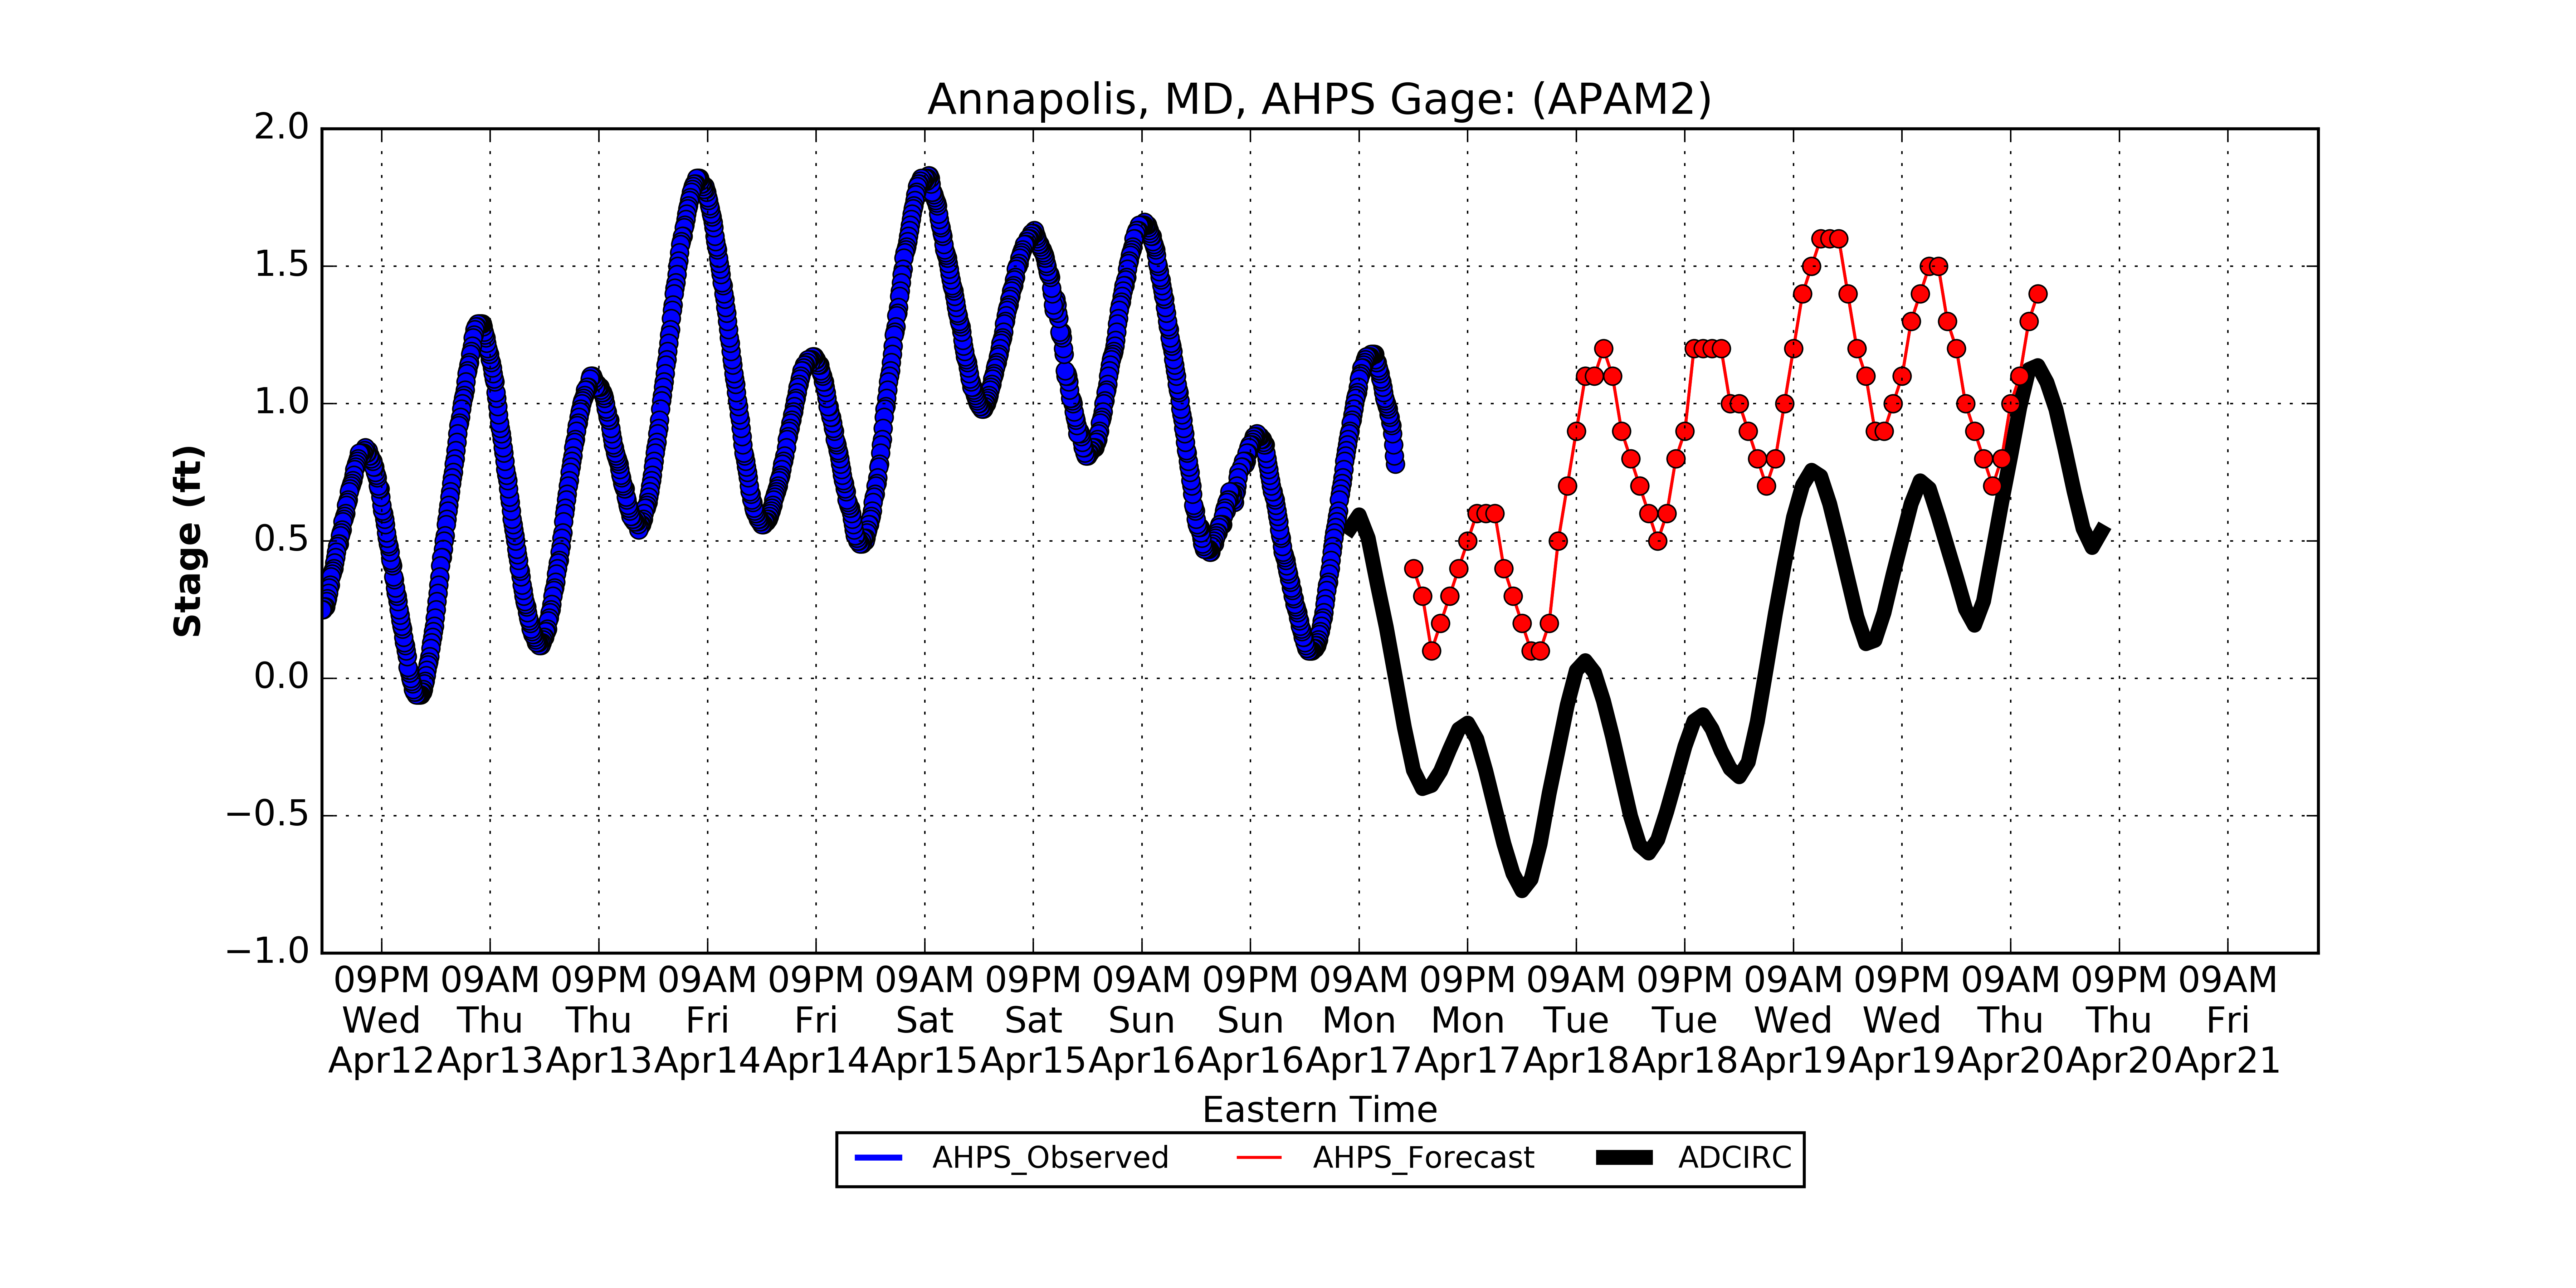 Annapolis, MD, AHPS Gage: (APAM2)
2.0
1.5
1.0
0.5
0.0
−0.5
−1.0
Stage (ft)
09PM 09AM 09PM 09AM 09PM 09AM 09PM 09AM 09PM 09AM 09PM 09AM 09PM 09AM 09PM 09AM 09PM 09AM
Wed Thu Thu Fri Fri Sat Sat Sun Sun Mon Mon Tue Tue Wed Wed Thu Thu Fri
Apr12 Apr13 Apr13 Apr14 Apr14 Apr15 Apr15 Apr16 Apr16 Apr17 Apr17 Apr18 Apr18 Apr19 Apr19 Apr20 Apr20 Apr21
Eastern Time
AHPS_Observed AHPS_Forecast ADCIRC